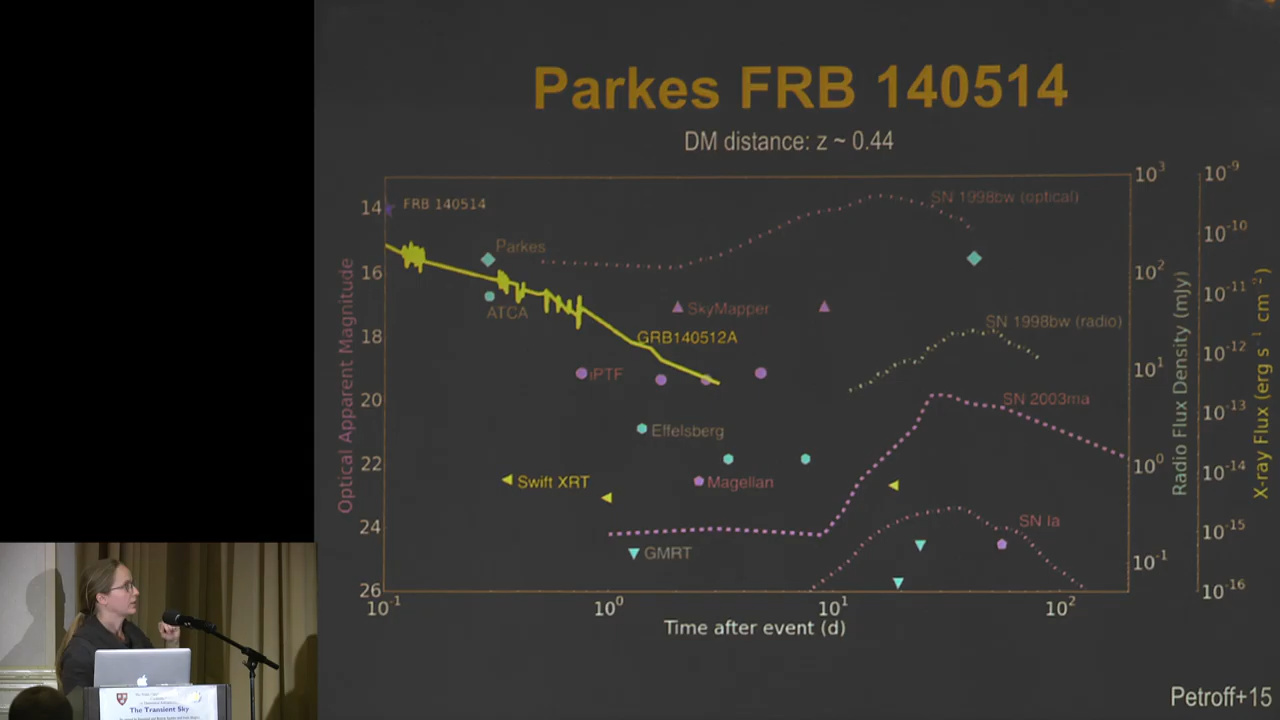 Parkes FRB 140514
DM distance: z ~ 0.44
10³
10⁻⁹
14
FRB 140514
SN 1998bw (optical)
10⁻¹⁰
Parkes
16
10²
10⁻¹¹
ATCA
SkyMapper
SN 1998bw (radio)
18
GRB140512A
10⁻¹²
iPTF
10¹
20
SN 2003ma
10⁻¹³
Effelsberg
22
10⁰
10⁻¹⁴
Swift XRT
Magellan
24
SN Ia
10⁻¹⁵
GMRT
10⁻¹
26
10⁻¹⁶
10⁻¹
10⁰
10¹
10²
Time after event (d)
Optical Apparent Magnitude
Radio Flux Density (mJy)
X-ray Flux (erg s⁻¹ cm⁻²)
Petroff+15
The Transient Sky